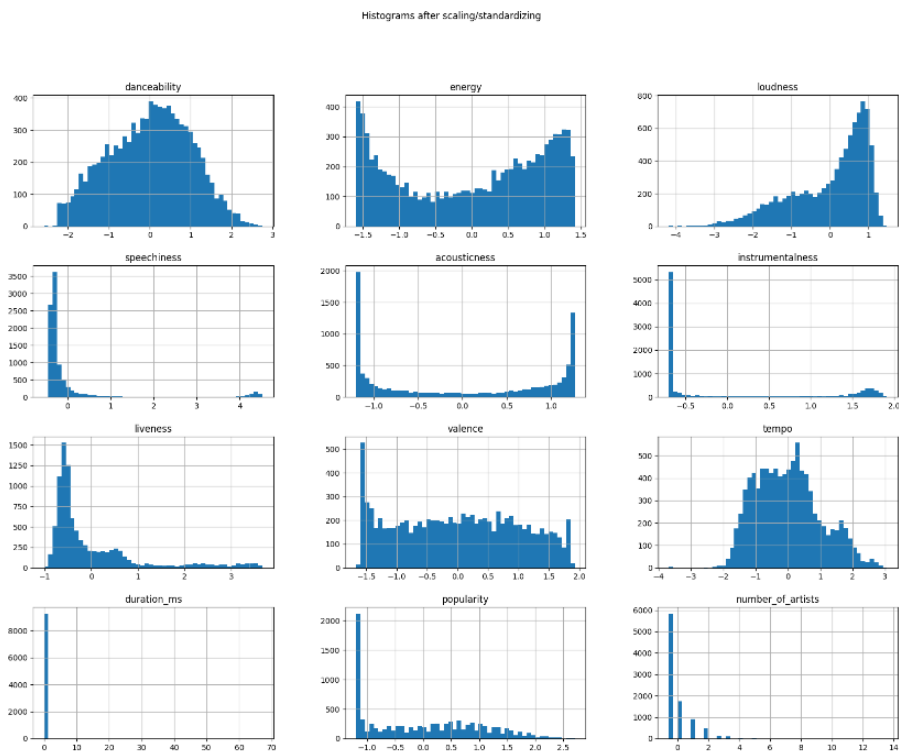 Histograms after scaling/standardizing
danceability energy loudness
400 300 200 100 0
−2 −1 0 1 2 3
400 300 200 100 0
−1.5 −1.0 −0.5 0.0 0.5 1.0 1.5
800 600 400 200 0
−4 −3 −2 −1 0 1
speechiness acousticness instrumentalness
3500 3000 2500 2000 1500 1000 500 0
0 1 2 3 4
2000 1500 1000 500 0
−1.0 −0.5 0.0 0.5 1.0
5000 4000 3000 2000 1000 0
−0.5 0.0 0.5 1.0 1.5 2.0
liveness valence tempo
1500 1250 1000 750 500 250 0
−1 0 1 2 3
500 400 300 200 100 0
−1.5 −1.0 −0.5 0.0 0.5 1.0 1.5 2.0
500 400 300 200 100 0
−4 −3 −2 −1 0 1 2 3
duration_ms popularity number_of_artists
8000 6000 4000 2000 0
0 10 20 30 40 50 60 70
2000 1500 1000 500 0
−1.0 −0.5 0.0 0.5 1.0 1.5 2.0 2.5
6000 5000 4000 3000 2000 1000 0
0 2 4 6 8 10 12 14